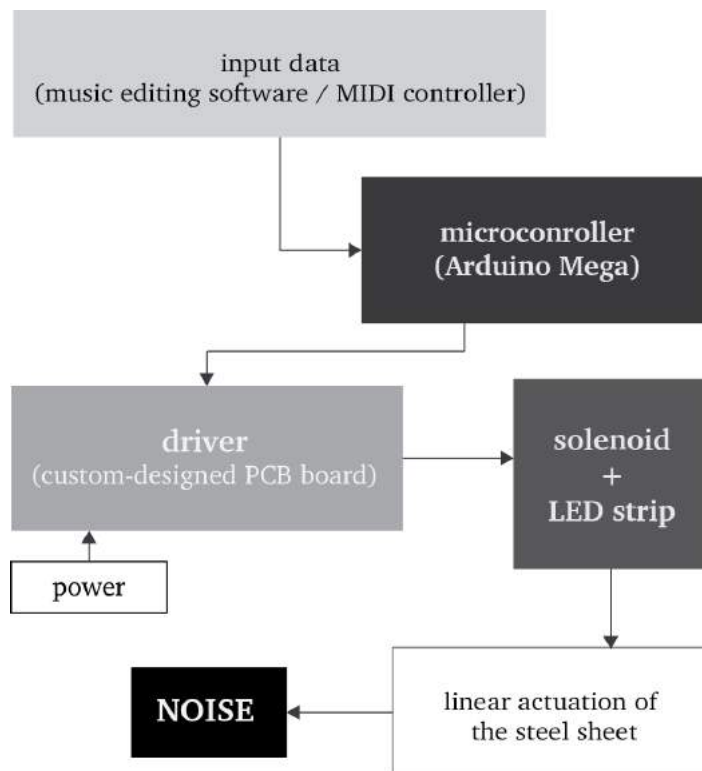 input data
(music editing software / MIDI controller)
microconroller
(Arduino Mega)
driver
(custom-designed PCB board)
solenoid
+
LED strip
power
linear actuation of
the steel sheet
NOISE